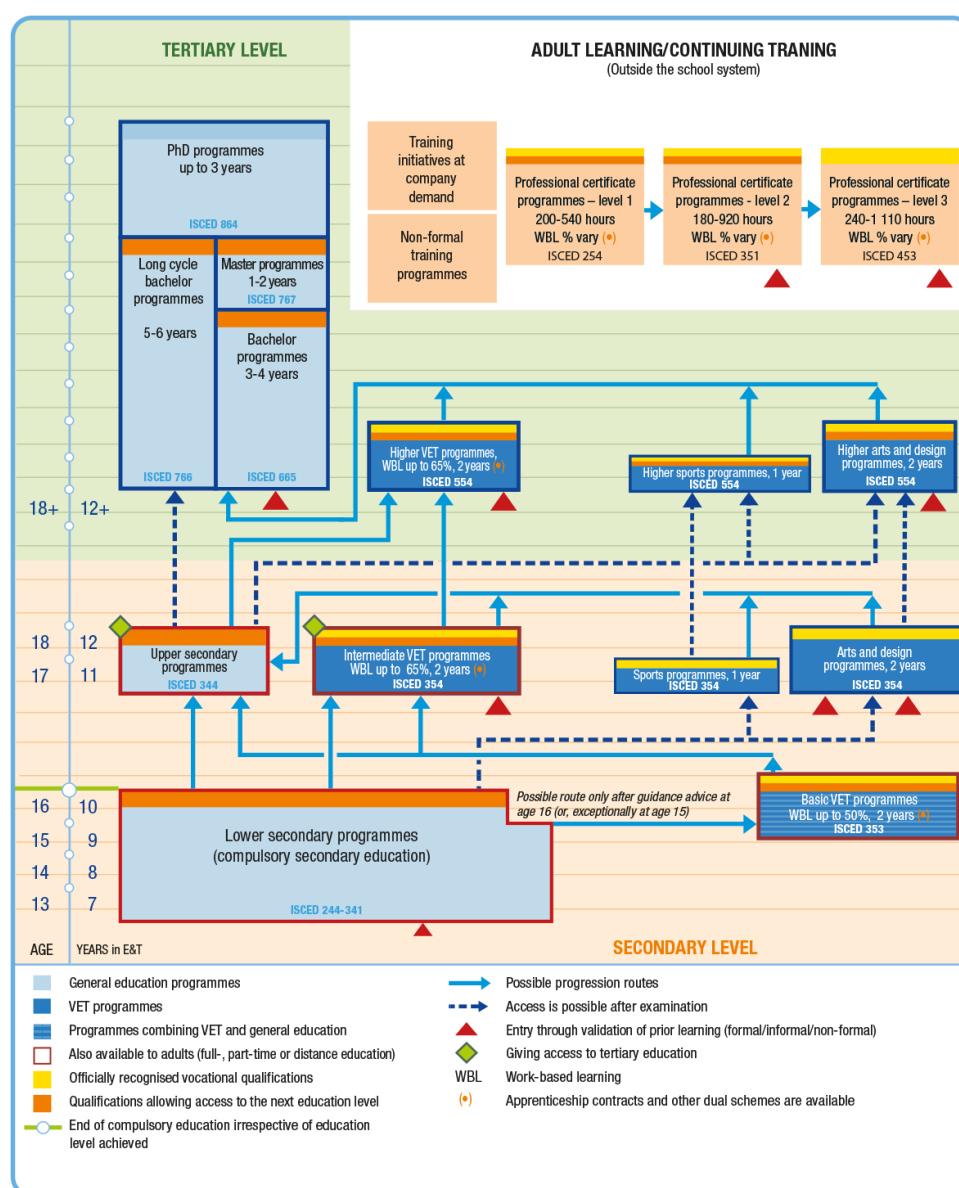 TERTIARY LEVEL
ADULT LEARNING/CONTINUING TRANING
(Outside the school system)
PhD programmes
up to 3 years
ISCED 864
Long cycle
bachelor
programmes
5-6 years
ISCED 766
Master programmes
1-2 years
ISCED 767
Bachelor
programmes
3-4 years
ISCED 665
Training
initiatives at
company
demand
Non-formal
training
programmes
Professional certificate
programmes – level 1
200-540 hours
WBL % vary (•)
ISCED 254
Professional certificate
programmes - level 2
180-920 hours
WBL % vary (•)
ISCED 351
Professional certificate
programmes – level 3
240-1 110 hours
WBL % vary (•)
ISCED 453
Higher VET programmes,
WBL up to 65%, 2 years (•)
ISCED 554
Higher sports programmes, 1 year
ISCED 554
Higher arts and design
programmes, 2 years
ISCED 554
18+ 12+
18 12
17 11
Upper secondary
programmes
ISCED 344
Intermediate VET programmes
WBL up to 65%, 2 years (•)
ISCED 354
Sports programmes, 1 year
ISCED 354
Arts and design
programmes, 2 years
ISCED 354
16 10
15 9
14 8
13 7
Lower secondary programmes
(compulsory secondary education)
ISCED 244-341
Possible route only after guidance advice at
age 16 (or, exceptionally at age 15)
Basic VET programmes
WBL up to 50%, 2 years (•)
ISCED 353
AGE YEARS in E&T
SECONDARY LEVEL
General education programmes
VET programmes
Programmes combining VET and general education
Also available to adults (full-, part-time or distance education)
Officially recognised vocational qualifications
Qualifications allowing access to the next education level
End of compulsory education irrespective of education
level achieved
Possible progression routes
Access is possible after examination
Entry through validation of prior learning (formal/informal/non-formal)
Giving access to tertiary education
WBL Work-based learning
(•) Apprenticeship contracts and other dual schemes are available